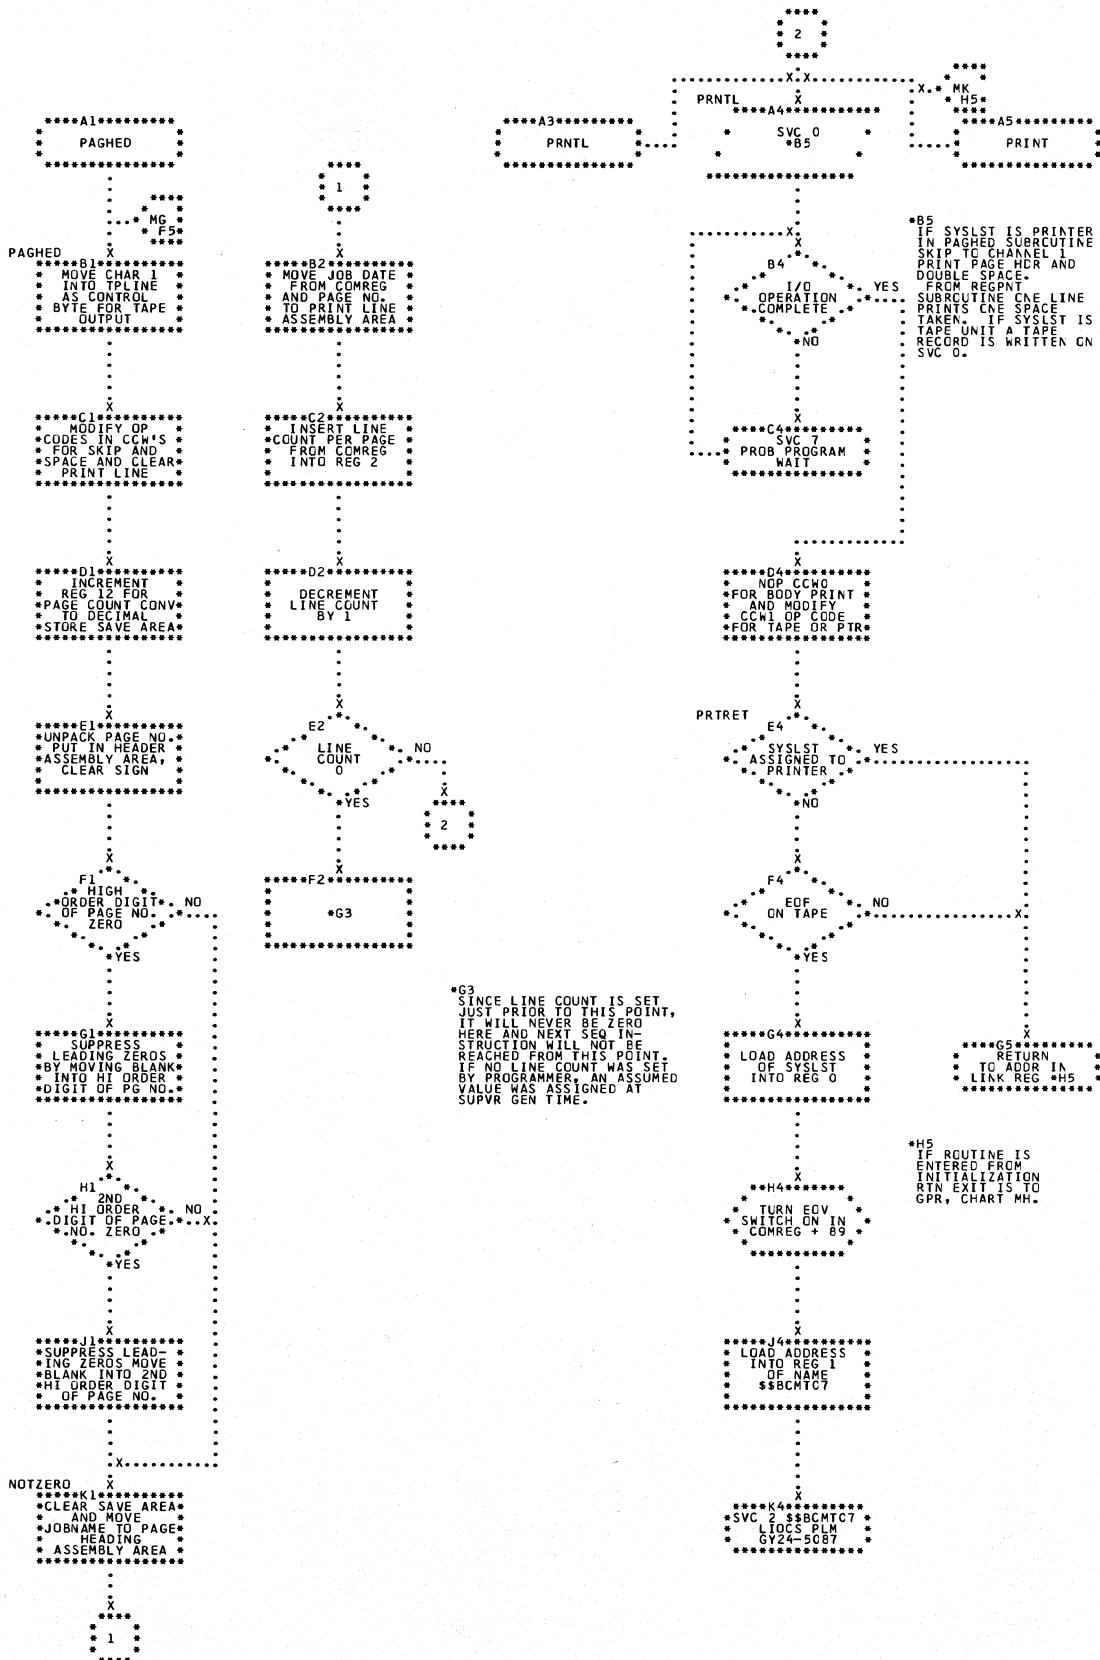 A1
PAGHED
MG
F5
PAGHED
B1
MOVE CHAR 1
INTO TPLINE
AS CONTROL
BYTE FOR TAPE
OUTPUT
C1
MODIFY OP
CODES IN CCW'S
FOR SKIP AND
SPACE AND CLEAR
PRINT LINE
D1
INCREMENT
REG 12 FOR
PAGE COUNT CONV
TO DECIMAL
STORE SAVE AREA
E1
UNPACK PAGE NO.
PUT IN HEADER
ASSEMBLY AREA,
CLEAR SIGN
F1
HIGH
ORDER DIGIT
OF PAGE NO.
ZERO
NO
YES
G1
SUPPRESS
LEADING ZEROS
BY MOVING BLANK
INTO HI ORDER
DIGIT OF PG NO.
H1
2ND
HI ORDER
DIGIT OF PAGE
NO. ZERO
NO
YES
J1
SUPPRESS LEAD-
ING ZEROS MOVE
BLANK INTO 2ND
HI ORDER DIGIT
OF PAGE NO.
NOTZERO
K1
CLEAR SAVE AREA
AND MOVE
JOBNAME TO PAGE
HEADING
ASSEMBLY AREA
1
1
B2
MOVE JOB DATE
FROM COMREG
AND PAGE NO.
TO PRINT LINE
ASSEMBLY AREA
C2
INSERT LINE
COUNT PER PAGE
FROM COMREG
INTO REG 2
D2
DECREMENT
LINE COUNT
BY 1
E2
LINE
COUNT
0
NO
YES
2
F2
*G3
*G3
SINCE LINE COUNT IS SET
JUST PRIOR TO THIS POINT,
IT WILL NEVER BE ZERO
HERE AND NEXT SEQ IN-
STRUCTION WILL NOT BE
REACHED FROM THIS POINT.
IF NO LINE COUNT WAS SET
BY PROGRAMMER, AN ASSUMED
VALUE WAS ASSIGNED AT
SUPVR GEN TIME.
2
A3
PRNTL
PRNTL
A4
SVC 0
*B5
MK
H5
A5
PRINT
*B5
IF SYSLST IS PRINTER
IN PAGHED SUBRCUTINE
SKIP TO CHANNEL 1
PRINT PAGE HDR AND
DOUBLE SPACE.
FROM REGPNT
SUBRCUTINE CNE LINE
PRINTS CNE SPACE
TAKEN. IF SYSLST IS
TAPE UNIT A TAPE
RECORD IS WRITTEN ON
SVC 0.
B4
I/O
OPERATION
COMPLETE
YES
NO
C4
SVC 7
PROB PROGRAM
WAIT
D4
NOP CCW0
FOR BODY PRINT
AND MODIFY
CCW1 OP CODE
FOR TAPE OR PTR
PRTRET
E4
SYSLST
ASSIGNED TO
PRINTER
YES
NO
F4
EOF
ON TAPE
NO
YES
G4
LOAD ADDRESS
OF SYSLST
INTO REG 0
G5
RETURN
TO ADDR IN
LINK REG *H5
*H5
IF ROUTINE IS
ENTERED FROM
INITIALIZATION
RTN EXIT IS TO
GPR, CHART MH.
H4
TURN EOV
SWITCH ON IN
COMREG + 89
J4
LOAD ADDRESS
INTO REG 1
OF NAME
$$BCMTC7
K4
SVC 2 $$BCMTC7
LIOCS PLM
GY24-5087